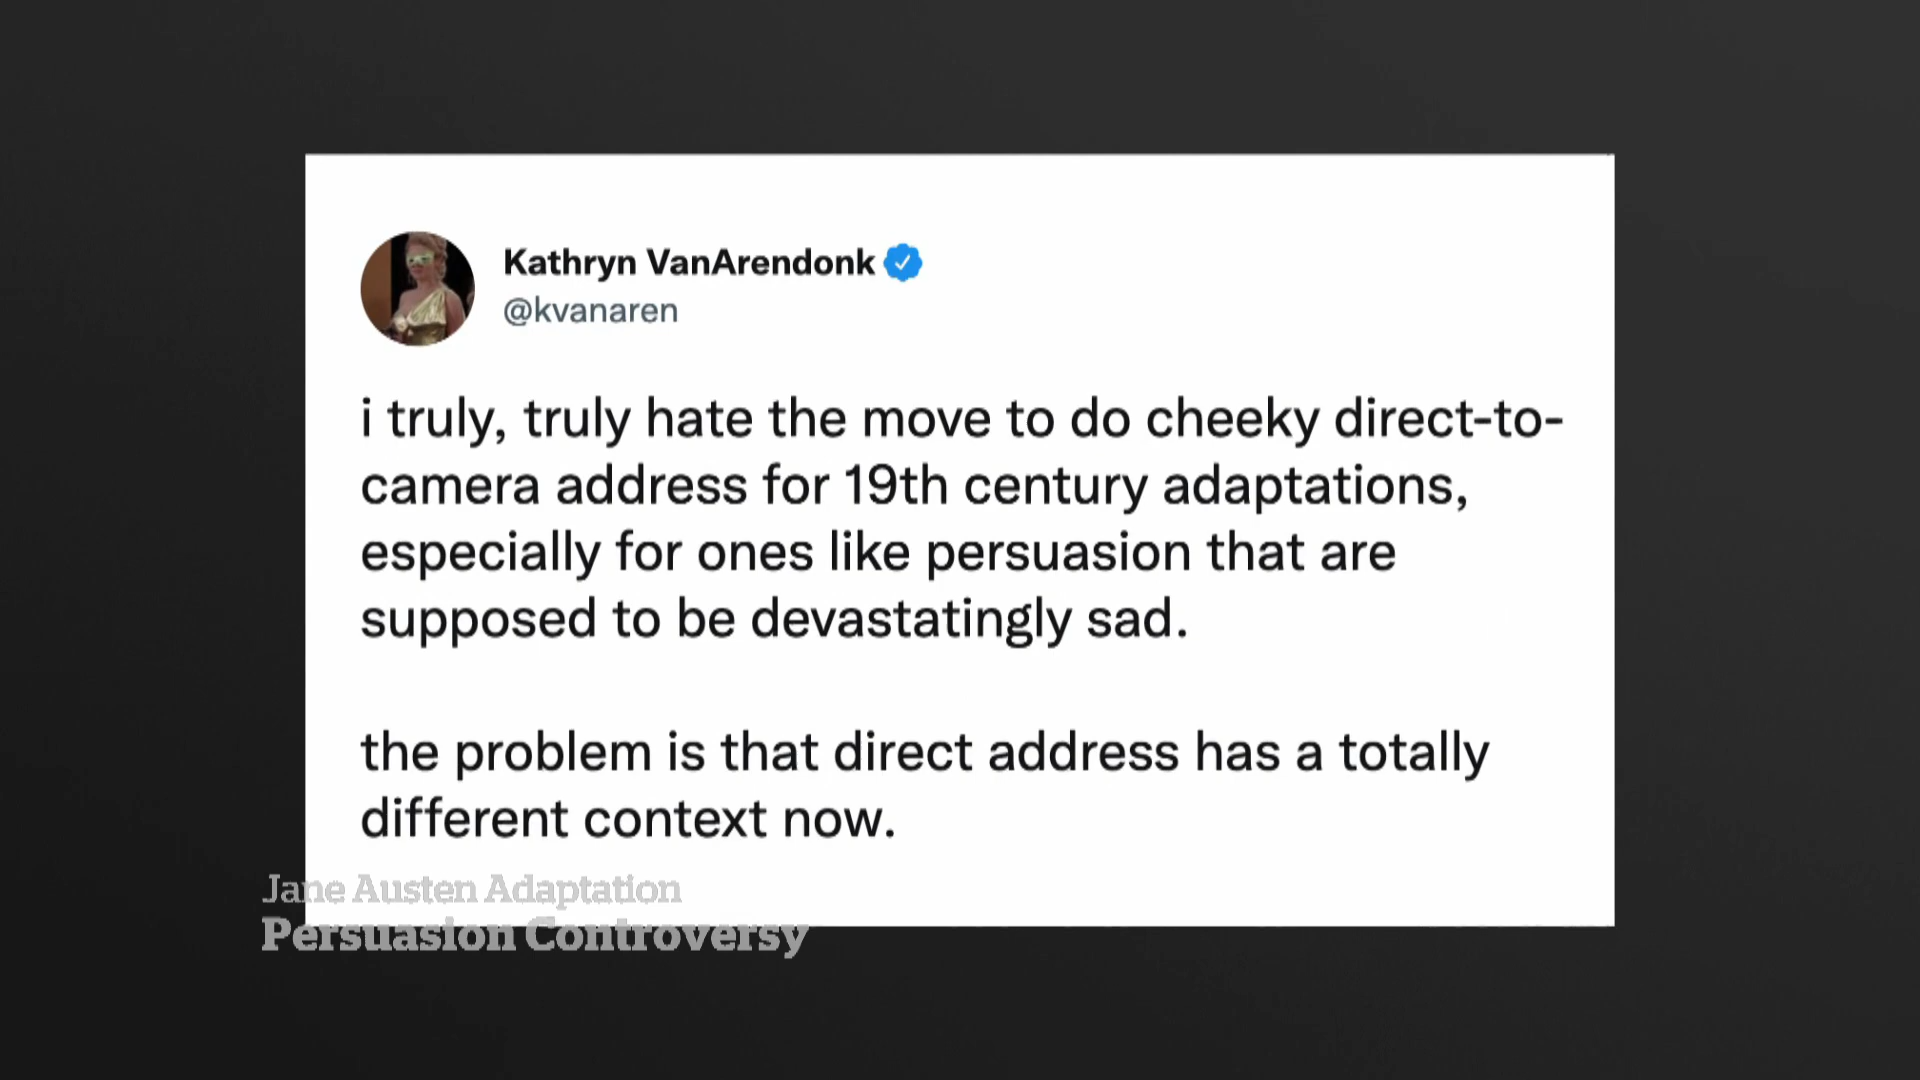 Kathryn VanArendonk
@kvanaren
i truly, truly hate the move to do cheeky direct-to-
camera address for 19th century adaptations,
especially for ones like persuasion that are
supposed to be devastatingly sad.
the problem is that direct address has a totally
different context now.
Jane Austen Adaptation
Persuasion Controversy